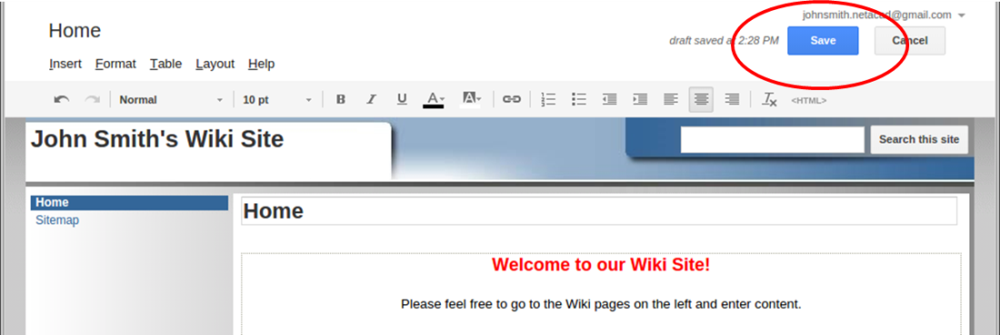 johnsmith.netacad@gmail.com
Home
draft saved at 2:28 PM
Save
Cancel
Insert Format Table Layout Help
Normal
10 pt
B I U A A
Tx
<HTML>
John Smith's Wiki Site
Search this site
Home
Sitemap
Home
Welcome to our Wiki Site!
Please feel free to go to the Wiki pages on the left and enter content.